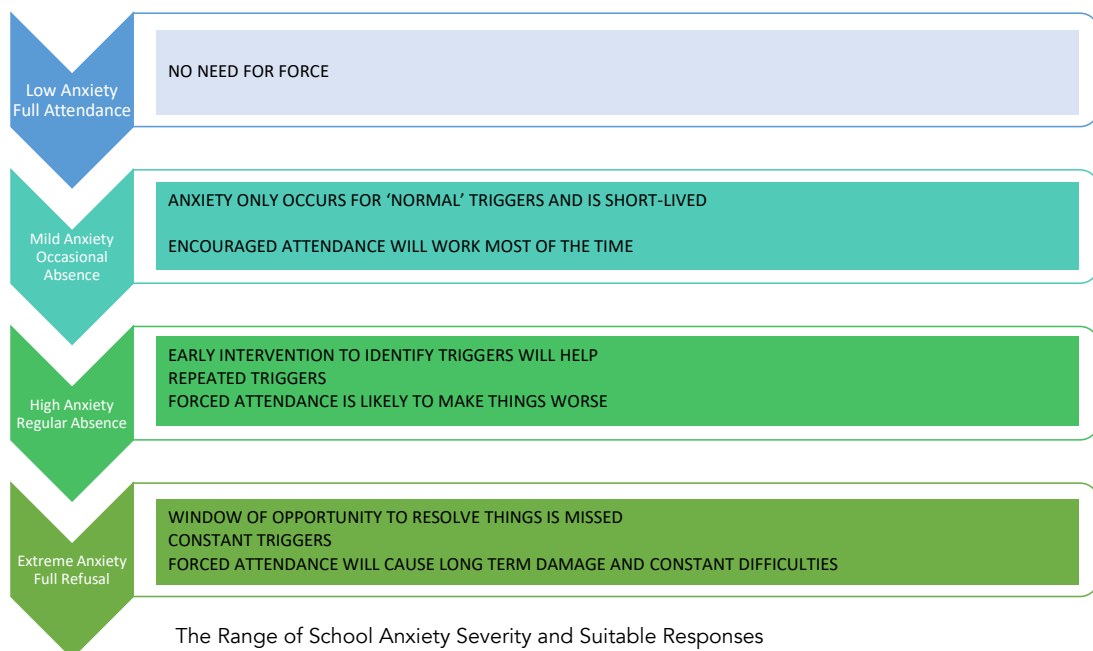 Low Anxiety
Full Attendance
NO NEED FOR FORCE
Mild Anxiety
Occasional
Absence
ANXIETY ONLY OCCURS FOR ‘NORMAL’ TRIGGERS AND IS SHORT-LIVED
ENCOURAGED ATTENDANCE WILL WORK MOST OF THE TIME
High Anxiety
Regular Absence
EARLY INTERVENTION TO IDENTIFY TRIGGERS WILL HELP
REPEATED TRIGGERS
FORCED ATTENDANCE IS LIKELY TO MAKE THINGS WORSE
Extreme Anxiety
Full Refusal
WINDOW OF OPPORTUNITY TO RESOLVE THINGS IS MISSED
CONSTANT TRIGGERS
FORCED ATTENDANCE WILL CAUSE LONG TERM DAMAGE AND CONSTANT DIFFICULTIES
The Range of School Anxiety Severity and Suitable Responses